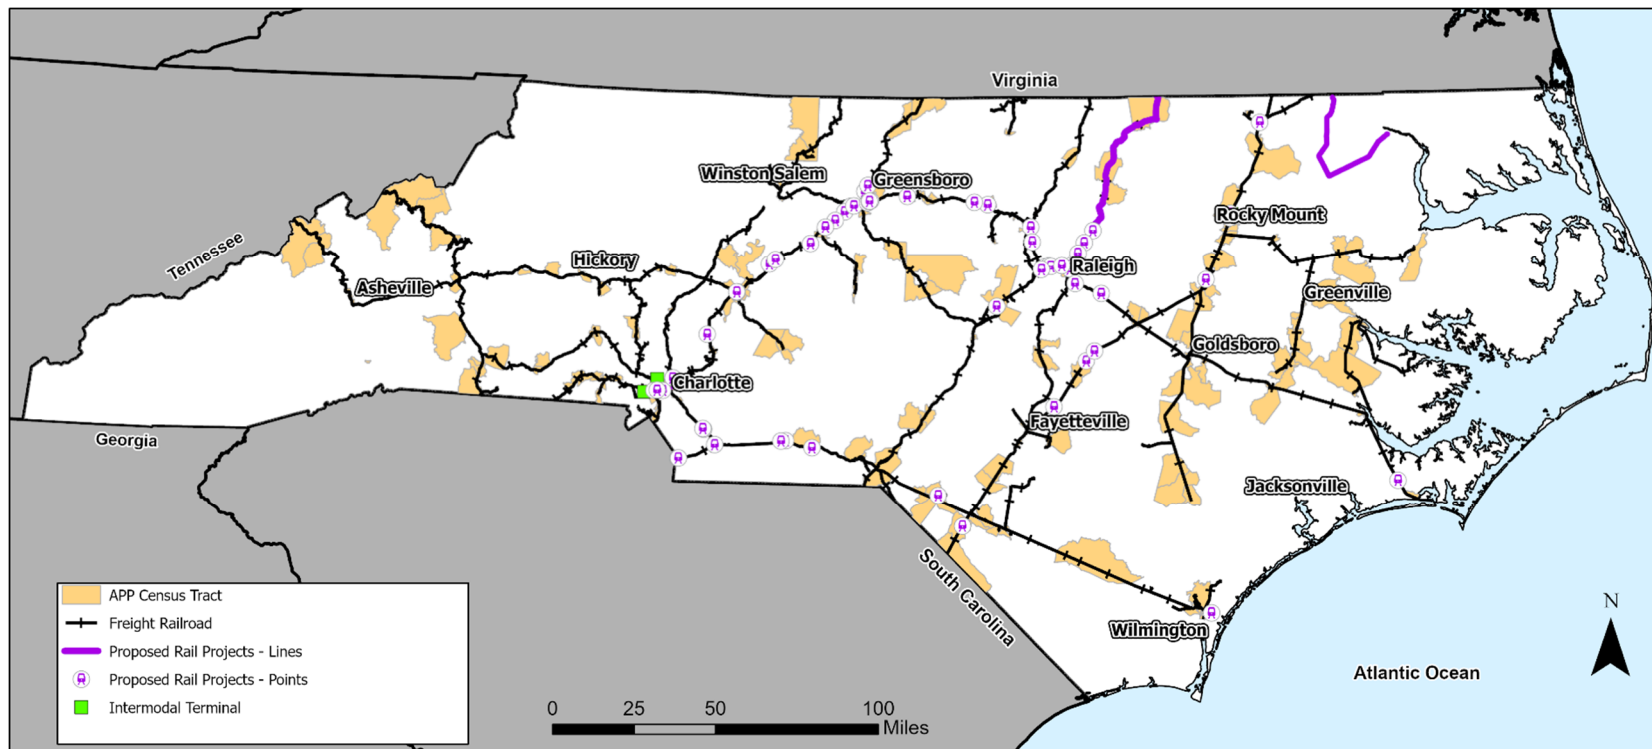 Virginia
Winston Salem
Greensboro
Rocky Mount
Tennessee
Hickory
Raleigh
Asheville
Greenville
Goldsboro
Charlotte
Fayetteville
Georgia
Jacksonville
South Carolina
Wilmington
Atlantic Ocean
N
APP Census Tract
Freight Railroad
Proposed Rail Projects - Lines
Proposed Rail Projects - Points
Intermodal Terminal
0 25 50 100
Miles